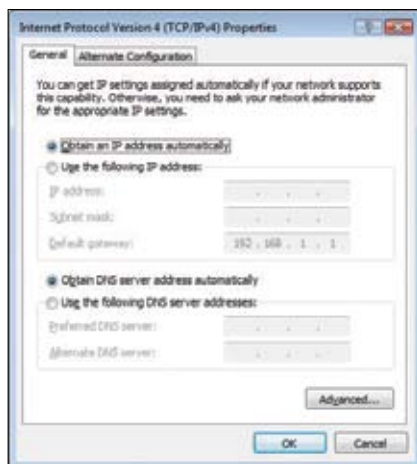 Internet Protocol Version 4 (TCP/IPv4) Properties
General
Alternate Configuration
You can get IP settings assigned automatically if your network supports
this capability. Otherwise, you need to ask your network administrator
for the appropriate IP settings.
Obtain an IP address automatically
Use the following IP address:
IP address:
Subnet mask:
Default gateway:
192 . 168 . 1 . 1
Obtain DNS server address automatically
Use the following DNS server addresses:
Preferred DNS server:
Alternate DNS server:
Advanced...
OK
Cancel